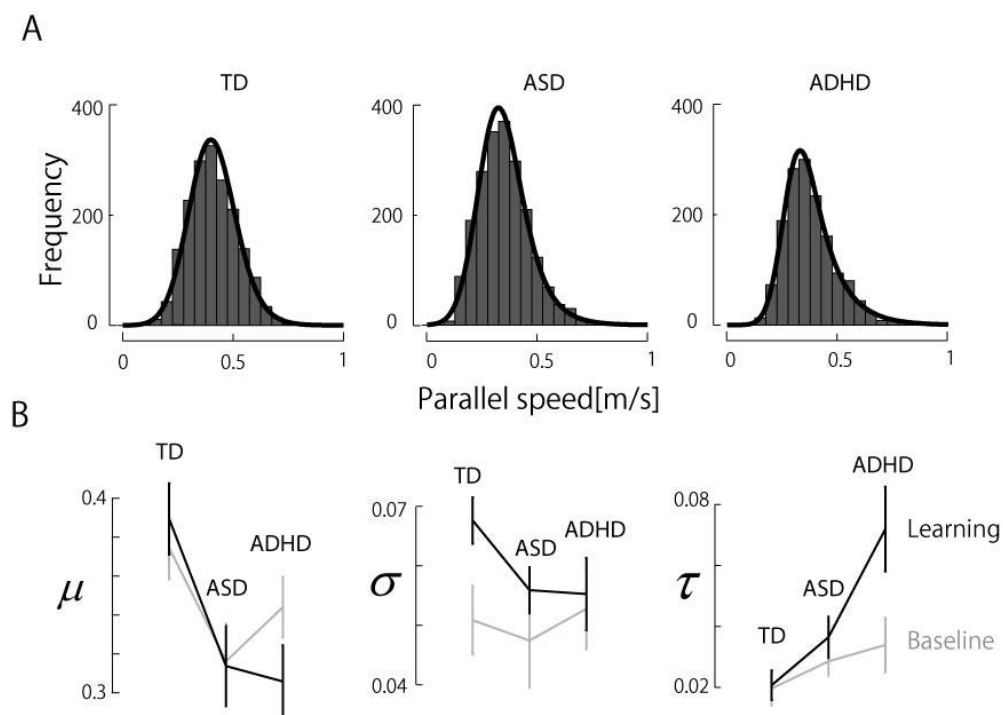 A
TD ASD ADHD
Frequency
400 400 400
200 200 200
0 0 0
0 0.5 1 0 0.5 1 0 0.5 1
Parallel speed[m/s]
B
TD TD ADHD
0.4 0.07 0.08
ADHD ASD ADHD ASD Learning
μ ASD σ τ
TD Baseline
0.3 0.04 0.02